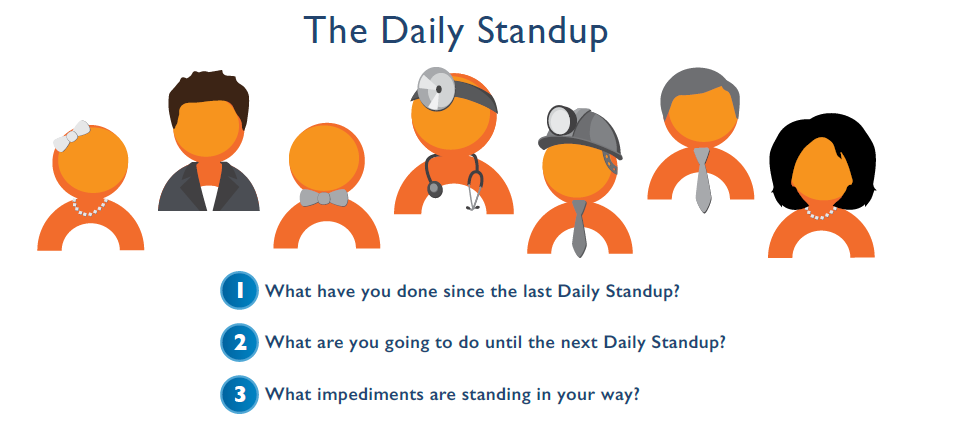 The Daily Standup
1 What have you done since the last Daily Standup?
2 What are you going to do until the next Daily Standup?
3 What impediments are standing in your way?